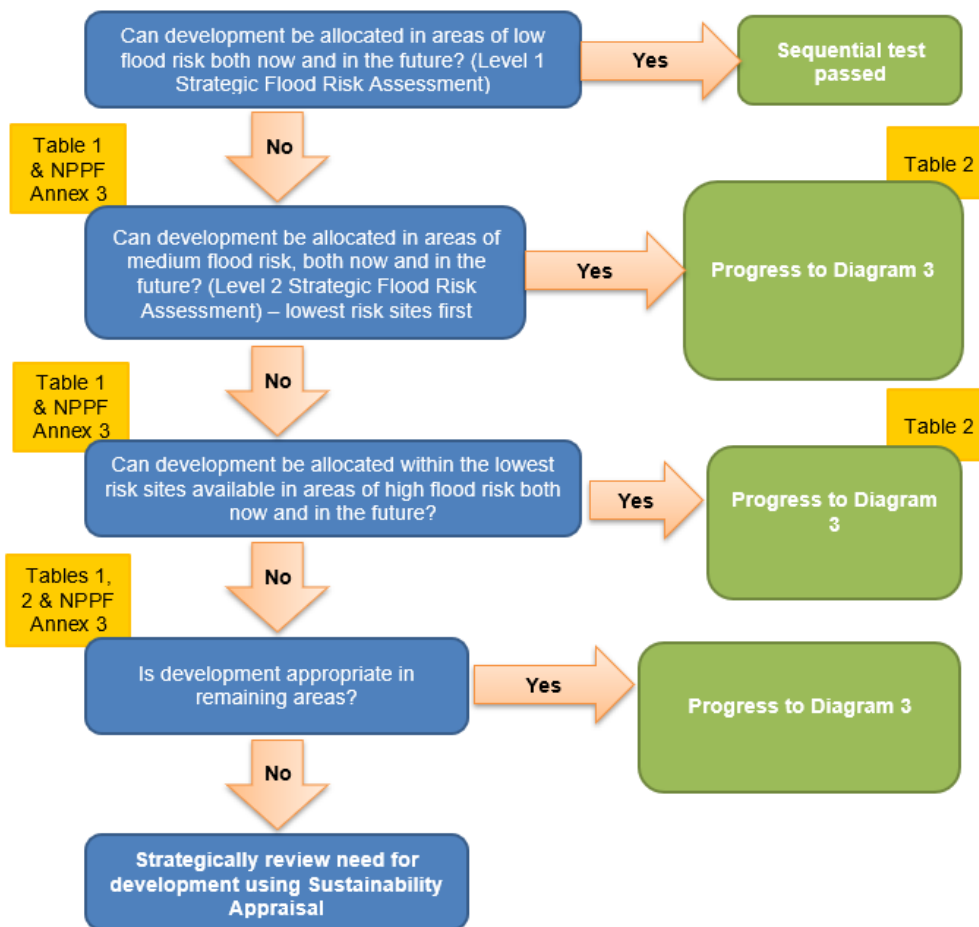 Can development be allocated in areas of low
flood risk both now and in the future? (Level 1
Strategic Flood Risk Assessment)
Yes
Sequential test
passed
No
Table 1
& NPPF
Annex 3
Table 2
Can development be allocated in areas of
medium flood risk, both now and in the
future? (Level 2 Strategic Flood Risk
Assessment) – lowest risk sites first
Yes
Progress to Diagram 3
No
Table 1
& NPPF
Annex 3
Table 2
Can development be allocated within the lowest
risk sites available in areas of high flood risk both
now and in the future?
Yes
Progress to Diagram
3
No
Tables 1,
2 & NPPF
Annex 3
Is development appropriate in
remaining areas?
Yes
Progress to Diagram 3
No
Strategically review need for
development using Sustainability
Appraisal